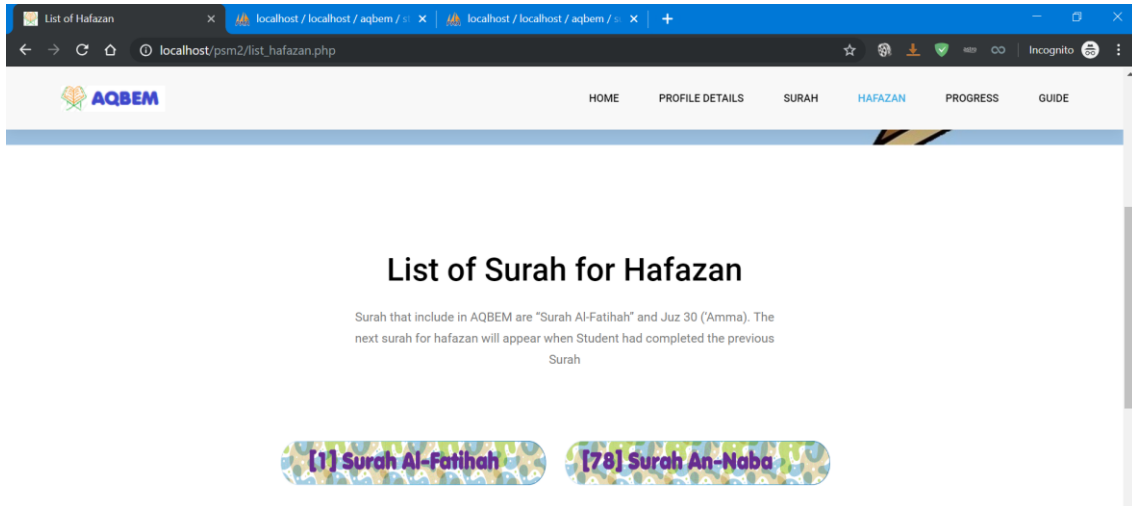 List of Hafazan
localhost / localhost / aqbem / st
localhost / localhost / aqbem / su
localhost/psm2/list_hafazan.php
Incognito
AQBEM
HOME PROFILE DETAILS SURAH HAFAZAN PROGRESS GUIDE
List of Surah for Hafazan
Surah that include in AQBEM are “Surah Al-Fatihah” and Juz 30 (‘Amma). The
next surah for hafazan will appear when Student had completed the previous
Surah
[1] Surah Al-Fatihah [78] Surah An-Naba